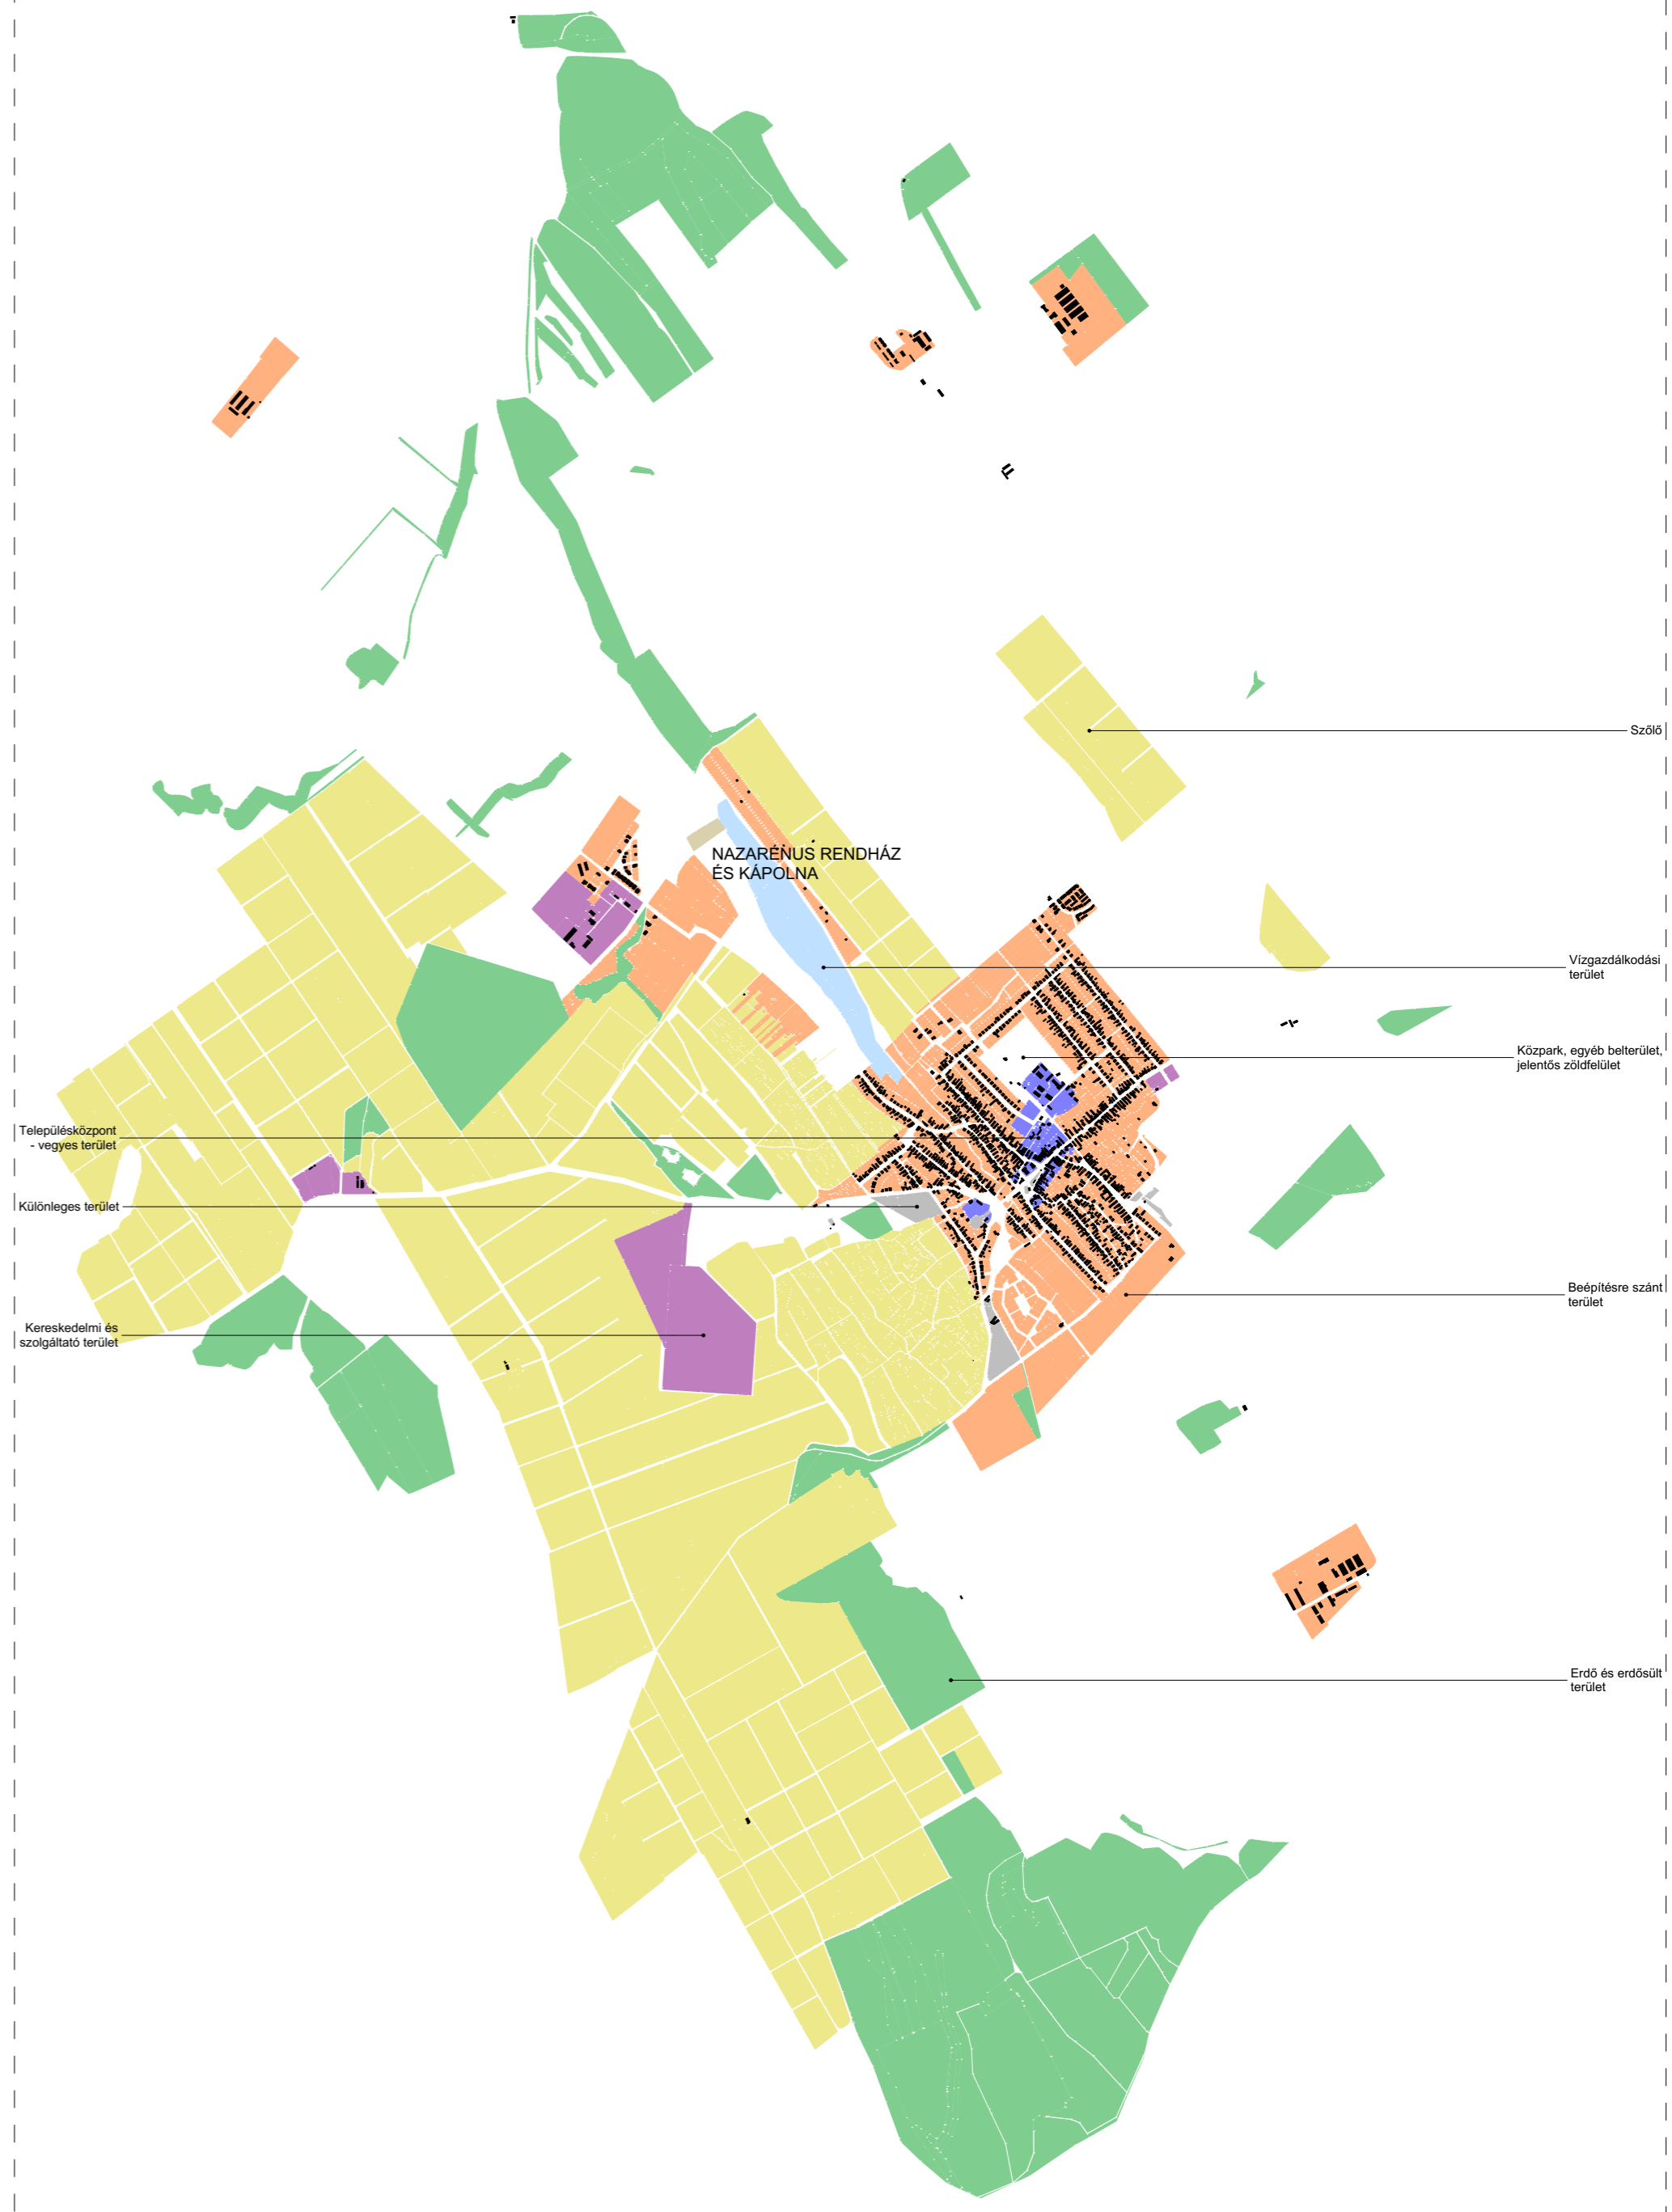 NAZARÉNUS RENDHÁZ
ÉS KÁPOLNA
Szőlő
Vízgazdálkodási
terület
Közpark, egyéb belterület,
jelentős zöldfelület
Településközpont
- vegyes terület
Különleges terület
Beépítésre szánt
terület
Kereskedelmi és
szolgáltató terület
Erdő és erdősült
terület